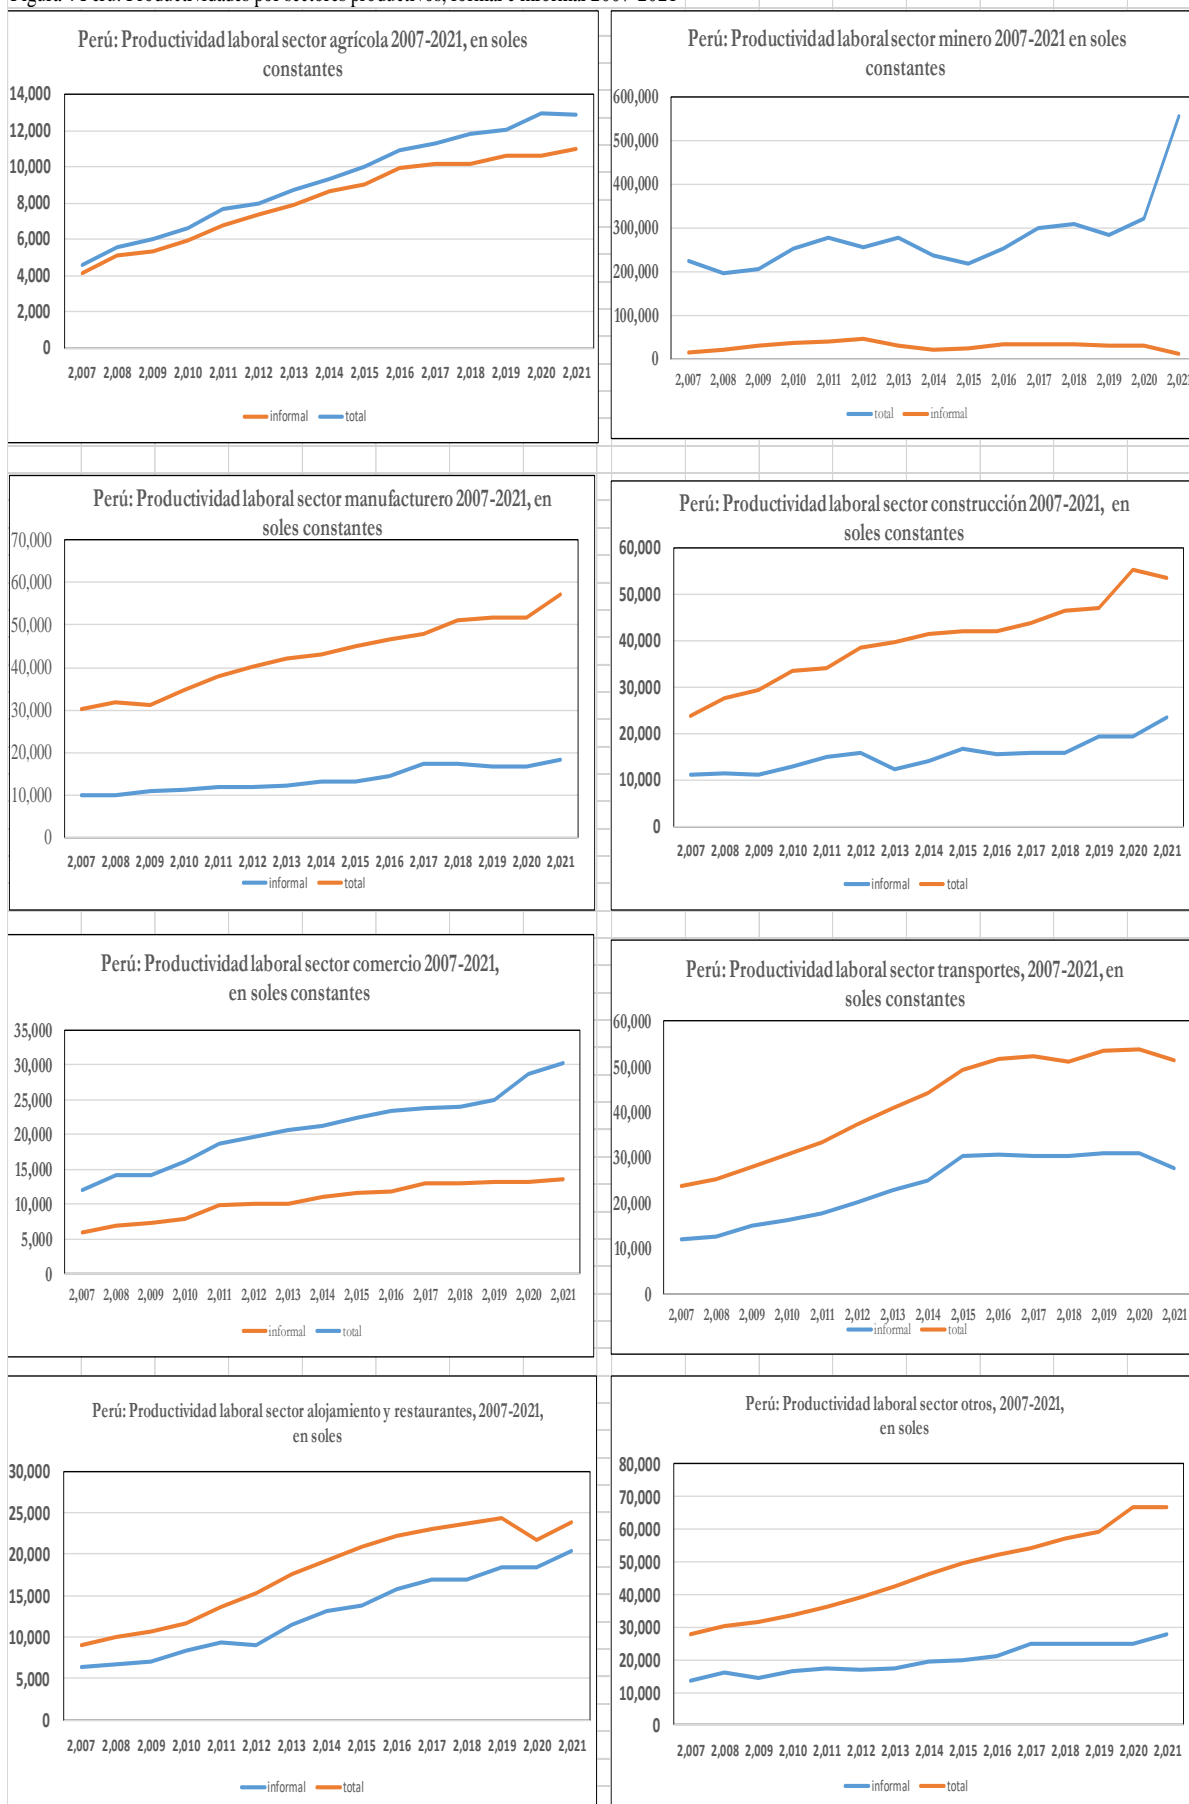 Figura Perú: Productividades por sectores productivos, formal e informal 2007-2021
Perú: Productividad laboral sector agrícola 2007-2021, en soles
constantes
14,000
12,000
10,000
8,000
6,000
4,000
2,000
0
2,007 2,008 2,009 2,010 2,011 2,012 2,013 2,014 2,015 2,016 2,017 2,018 2,019 2,020 2,021
informal total
Perú: Productividad laboral sector minero 2007-2021 en soles
constantes
600,000
500,000
400,000
300,000
200,000
100,000
0
2,007 2,008 2,009 2,010 2,011 2,012 2,013 2,014 2,015 2,016 2,017 2,018 2,019 2,020 2,021
total informal
Perú: Productividad laboral sector manufacturero 2007-2021, en
soles constantes
70,000
60,000
50,000
40,000
30,000
20,000
10,000
0
2,007 2,008 2,009 2,010 2,011 2,012 2,013 2,014 2,015 2,016 2,017 2,018 2,019 2,020 2,021
informal total
Perú: Productividad laboral sector construcción 2007-2021, en
soles constantes
60,000
50,000
40,000
30,000
20,000
10,000
0
2,007 2,008 2,009 2,010 2,011 2,012 2,013 2,014 2,015 2,016 2,017 2,018 2,019 2,020 2,021
informal total
Perú: Productividad laboral sector comercio 2007-2021,
en soles constantes
35,000
30,000
25,000
20,000
15,000
10,000
5,000
0
2,007 2,008 2,009 2,010 2,011 2,012 2,013 2,014 2,015 2,016 2,017 2,018 2,019 2,020 2,021
informal total
Perú: Productividad laboral sector transportes, 2007-2021, en
soles constantes
60,000
50,000
40,000
30,000
20,000
10,000
0
2,007 2,008 2,009 2,010 2,011 2,012 2,013 2,014 2,015 2,016 2,017 2,018 2,019 2,020 2,021
informal total
Perú: Productividad laboral sector alojamiento y restaurantes, 2007-2021,
en soles
30,000
25,000
20,000
15,000
10,000
5,000
0
2,007 2,008 2,009 2,010 2,011 2,012 2,013 2,014 2,015 2,016 2,017 2,018 2,019 2,020 2,021
informal total
Perú: Productividad laboral sector otros, 2007-2021,
en soles
80,000
70,000
60,000
50,000
40,000
30,000
20,000
10,000
0
2,007 2,008 2,009 2,010 2,011 2,012 2,013 2,014 2,015 2,016 2,017 2,018 2,019 2,020 2,021
informal total